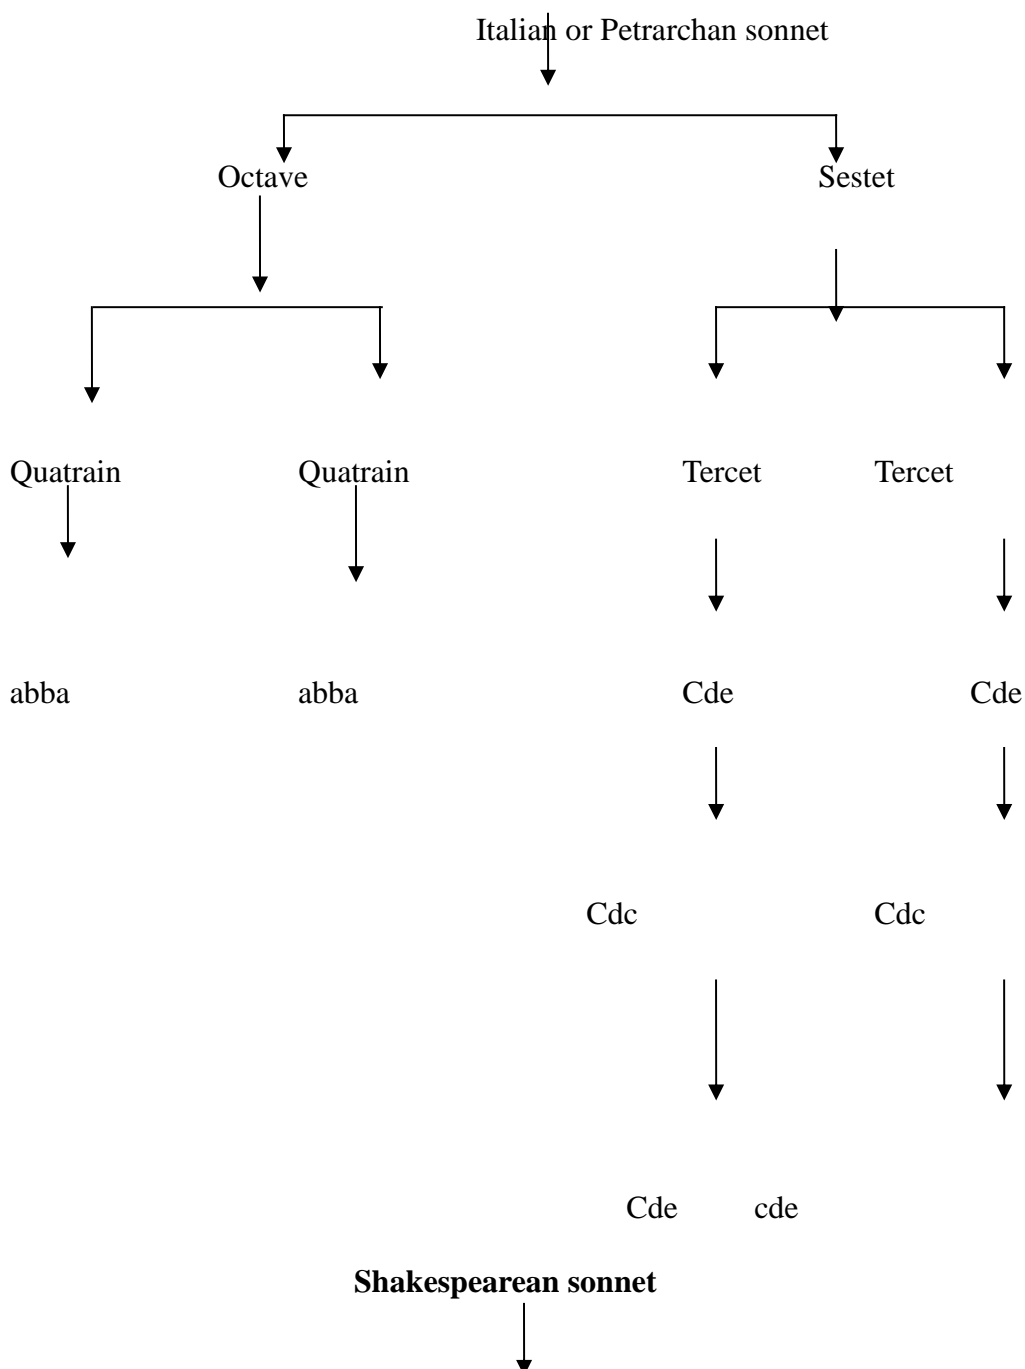 Italian or Petrarchan sonnet
Octave Sestet
Quatrain Quatrain Tercet Tercet
abba abba Cde Cde
Cdc Cdc
Cde cde
Shakespearean sonnet